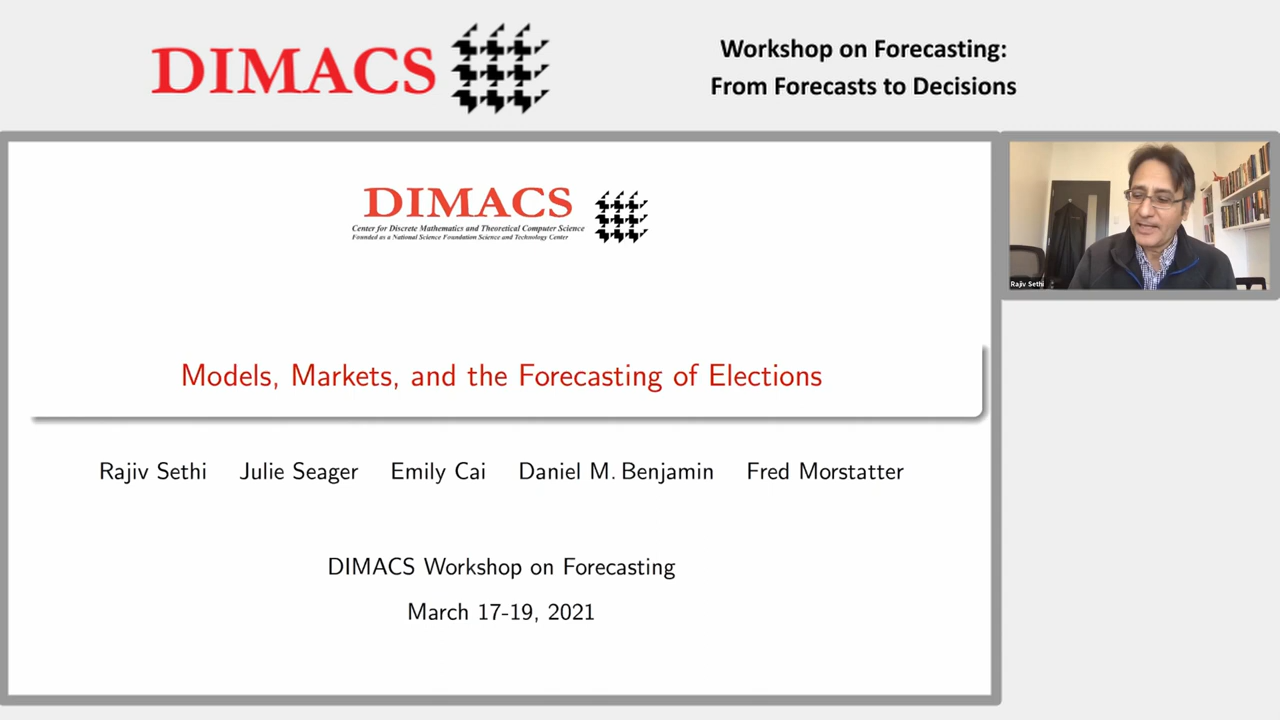 DIMACS
Workshop on Forecasting:
From Forecasts to Decisions
DIMACS
Center for Discrete Mathematics and Theoretical Computer Science
Founded as a National Science Foundation Science and Technology Center
Models, Markets, and the Forecasting of Elections
Rajiv Sethi Julie Seager Emily Cai Daniel M. Benjamin Fred Morstatter
DIMACS Workshop on Forecasting
March 17-19, 2021
Rajiv Sethi